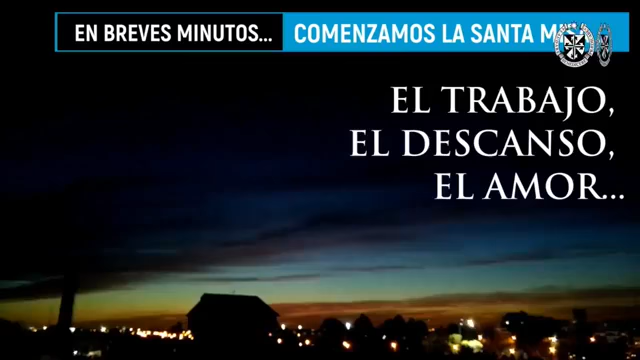 EN BREVES MINUTOS...
COMENZAMOS LA SANTA
EL TRABAJO,
EL DESCANSO,
EL AMOR...